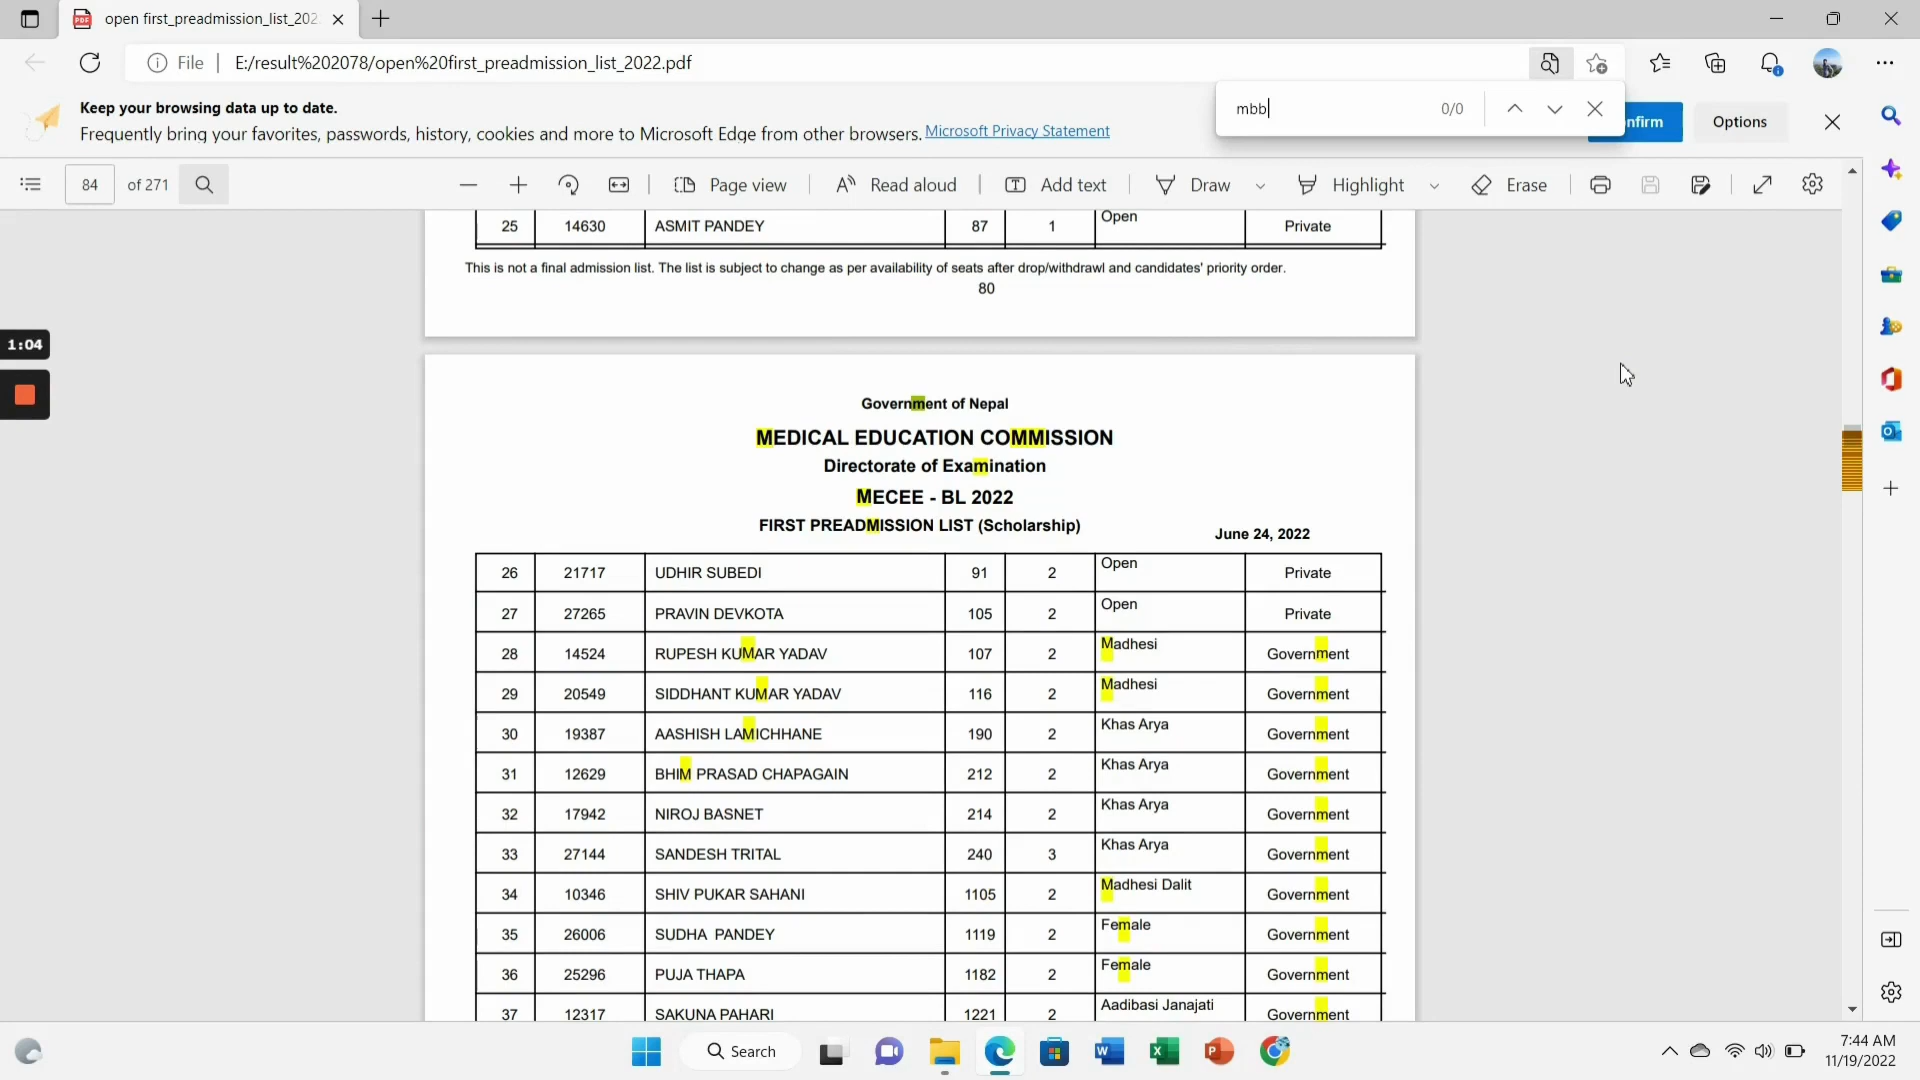 open first_preadmission_list_202
File
E:/result%202078/open%20first_preadmission_list_2022.pdf
Keep your browsing data up to date.
Frequently bring your favorites, passwords, history, cookies and more to Microsoft Edge from other browsers. Microsoft Privacy Statement
mbb
0/0
nfirm
Options
84 of 271
Page view
Read aloud
Add text
Draw
Highlight
Erase
25 14630 ASMIT PANDEY 87 1 Open Private
This is not a final admission list. The list is subject to change as per availability of seats after drop/withdrawl and candidates' priority order.
80
1:04
Government of Nepal
MEDICAL EDUCATION COMMISSION
Directorate of Examination
MECEE - BL 2022
FIRST PREADMISSION LIST (Scholarship)
June 24, 2022
26 21717 UDHIR SUBEDI 91 2 Open Private
27 27265 PRAVIN DEVKOTA 105 2 Open Private
28 14524 RUPESH KUMAR YADAV 107 2 Madhesi Government
29 20549 SIDDHANT KUMAR YADAV 116 2 Madhesi Government
30 19387 AASHISH LAMICHHANE 190 2 Khas Arya Government
31 12629 BHIM PRASAD CHAPAGAIN 212 2 Khas Arya Government
32 17942 NIROJ BASNET 214 2 Khas Arya Government
33 27144 SANDESH TRITAL 240 3 Khas Arya Government
34 10346 SHIV PUKAR SAHANI 1105 2 Madhesi Dalit Government
35 26006 SUDHA PANDEY 1119 2 Female Government
36 25296 PUJA THAPA 1182 2 Female Government
37 12317 SAKUNA PAHARI 1221 2 Aadibasi Janajati Government
Search
7:44 AM
11/19/2022